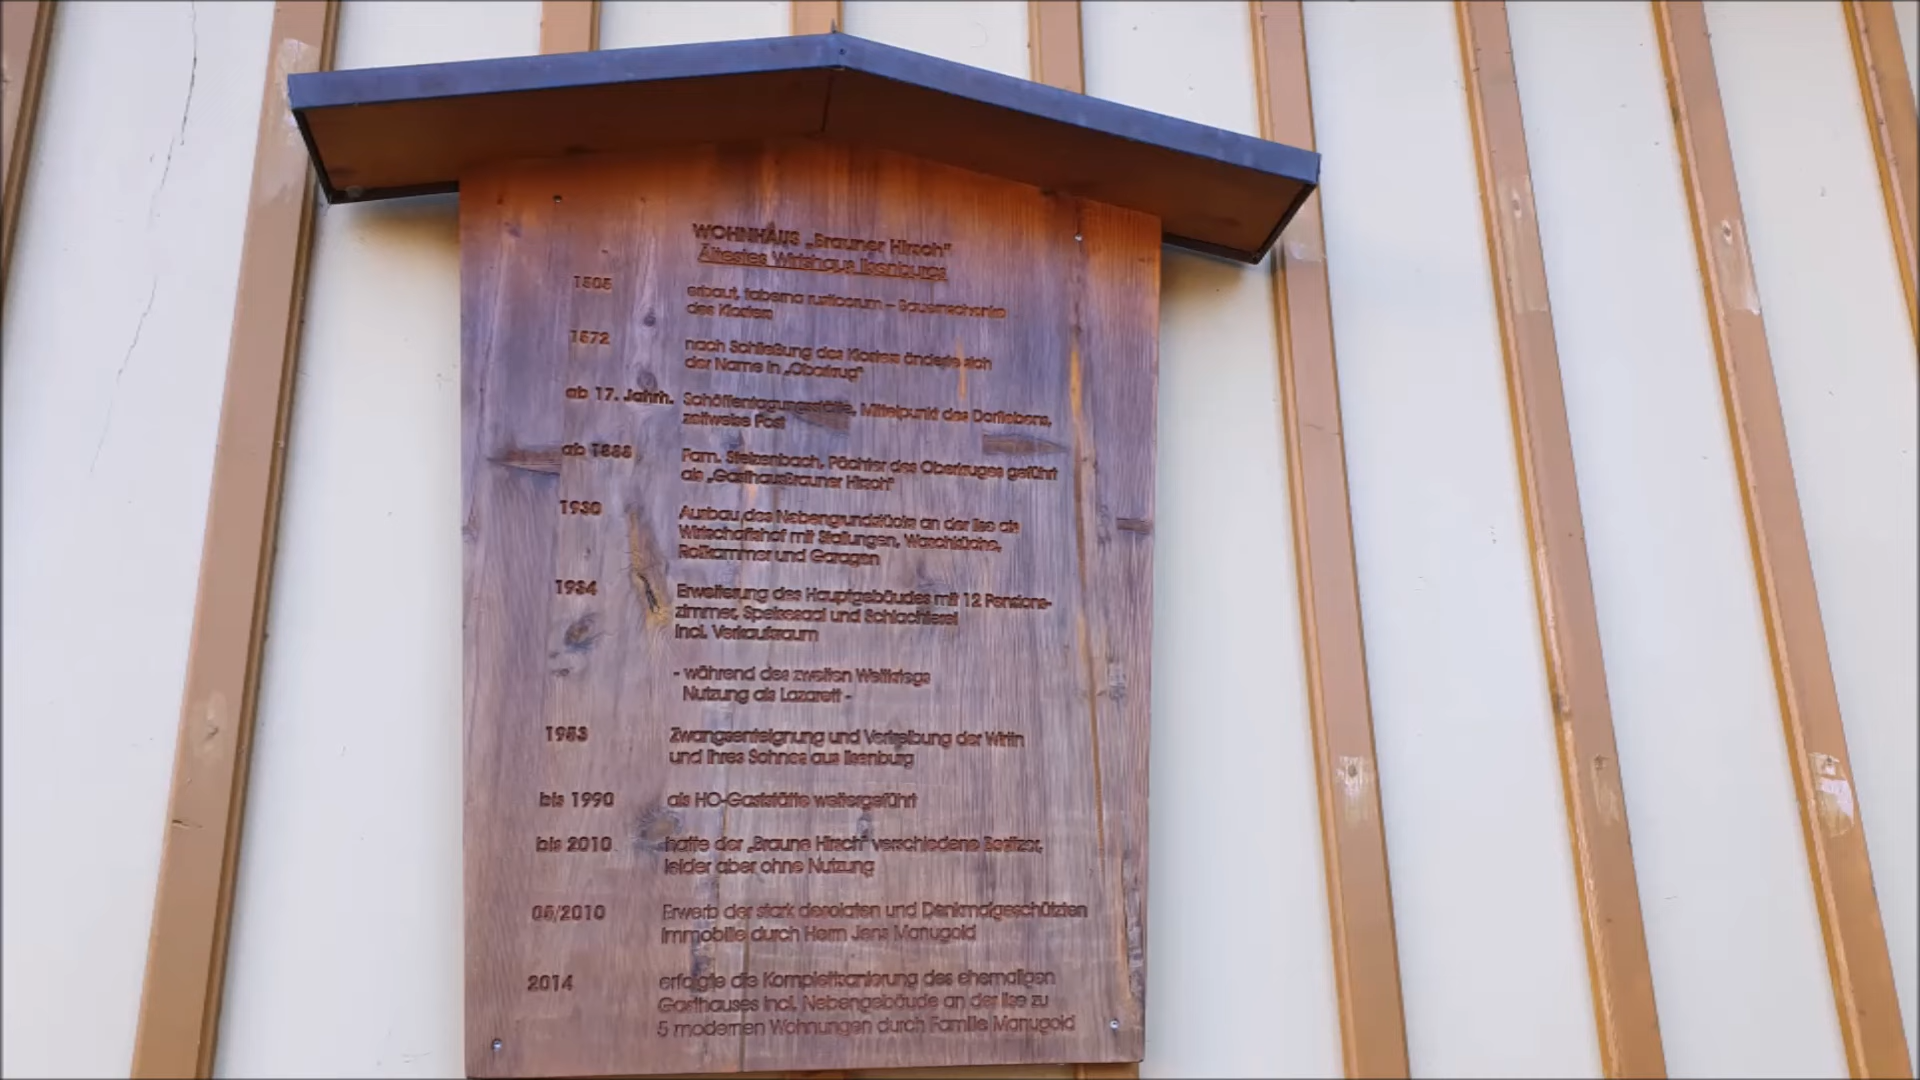 WOHNHAUS „Brauner Hirsch“
Ältestes Wirtshaus Ilsenburgs
1505 erbaut, taberna rusticorum – Bauernschenke
des Klosters
1572 nach Schließung des Klosters änderte sich
der Name in „Oberkrug“
ab 17. Jahrh. Schöffentagungsstätte, Mittelpunkt des Dorflebens,
zeitweise Post
ab 1888 Fam. Stelzenbach, Pächter des Oberkruges geführt
als „GasthausBrauner Hirsch“
1930 Ausbau des Nebengrundstücks an der Ilse als
Wirtschaftshof mit Stallungen, Waschküche,
Rollkammer und Garagen
1934 Erweiterung des Hauptgebäudes mit 12 Pensions-
zimmer, Speisesaal und Schlachterei
incl. Verkaufsraum
- während des zweiten Weltkriegs
Nutzung als Lazarett -
1953 Zwangsenteignung und Vertreibung der Wirtin
und ihres Sohnes aus Ilsenburg
bis 1990 als HO-Gaststätte weitergeführt
bis 2010 hatte der „Braune Hirsch“ verschiedene Besitzer,
leider aber ohne Nutzung
05/2010 Erwerb der stark desolaten und Denkmalgeschützten
Immobilie durch Herrn Jens Manugold
2014 erfolgte die Komplettsanierung des ehemaligen
Gasthauses incl. Nebengebäude an der Ilse zu
5 modernen Wohnungen durch Familie Manugold